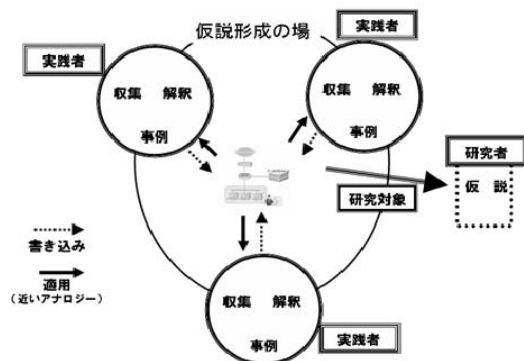 仮説形成の場
実践者
実践者
収集 解釈
事例
収集 解釈
事例
研究者
仮 説
研究対象
書き込み
適用
(近いアナロジー)
収集 解釈
事例
実践者